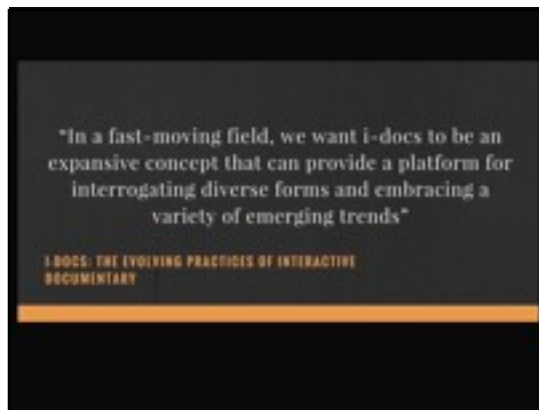 "In a fast-moving field, we want i-docs to be an
expansive concept that can provide a platform for
interrogating diverse forms and embracing a
variety of emerging trends"
I-DOCS: THE EVOLVING PRACTICES OF INTERACTIVE
DOCUMENTARY